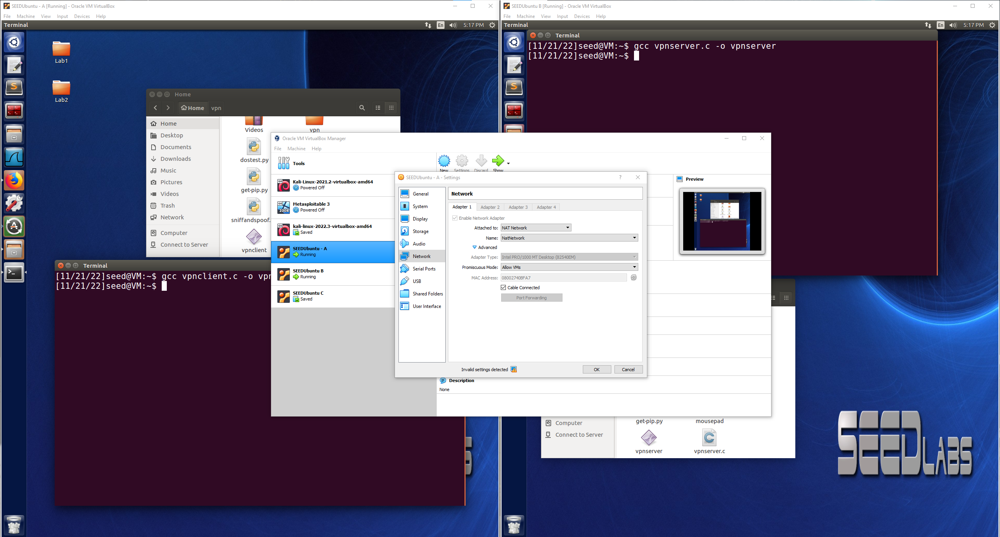 SEEDUbuntu - A [Running] - Oracle VM VirtualBox
File Machine View Input Devices Help
Terminal
En
5:17 PM
Lab1
Lab2
Home
Home
vpn
Home
Desktop
Documents
Downloads
Music
Pictures
Videos
Trash
Network
Computer
Connect to Server
Videos
vpn
dostest.py
get-pip.py
sniffandspoof.
vpnclient
Terminal
[11/21/22]seed@VM:~$ gcc vpnclient.c -o vpn
[11/21/22]seed@VM:~$
SEEDUbuntu B [Running] - Oracle VM VirtualBox
File Machine View Input Devices Help
Terminal
En
5:17 PM
Terminal
[11/21/22]seed@VM:~$ gcc vpnserver.c -o vpnserver
[11/21/22]seed@VM:~$
Oracle VM VirtualBox Manager
File Machine Help
Tools
New
Settings
Discard
Show
64
Kali-Linux-2021.2-virtualbox-amd64
Powered Off
64
2008
Metasploitable 3
Powered Off
64
kali-linux-2022.3-virtualbox-amd64
Saved
SEEDUbuntu - A
Running
SEEDUbuntu B
Running
SEEDUbuntu C
Saved
Preview
SEEDUbuntu - A - Settings
?
General
System
Display
Storage
Audio
Network
Serial Ports
USB
Shared Folders
User Interface
Network
Adapter 1
Adapter 2
Adapter 3
Adapter 4
Enable Network Adapter
Attached to: NAT Network
Name: NatNetwork
Advanced
Adapter Type: Intel PRO/1000 MT Desktop (82540EM)
Promiscuous Mode: Allow VMs
MAC Address: 08002740BFA7
Cable Connected
Port Forwarding
Invalid settings detected
OK
Cancel
Description
None
Computer
Connect to Server
get-pip.py
mousepad
vpnserver
vpnserver.c
SEEDLABS